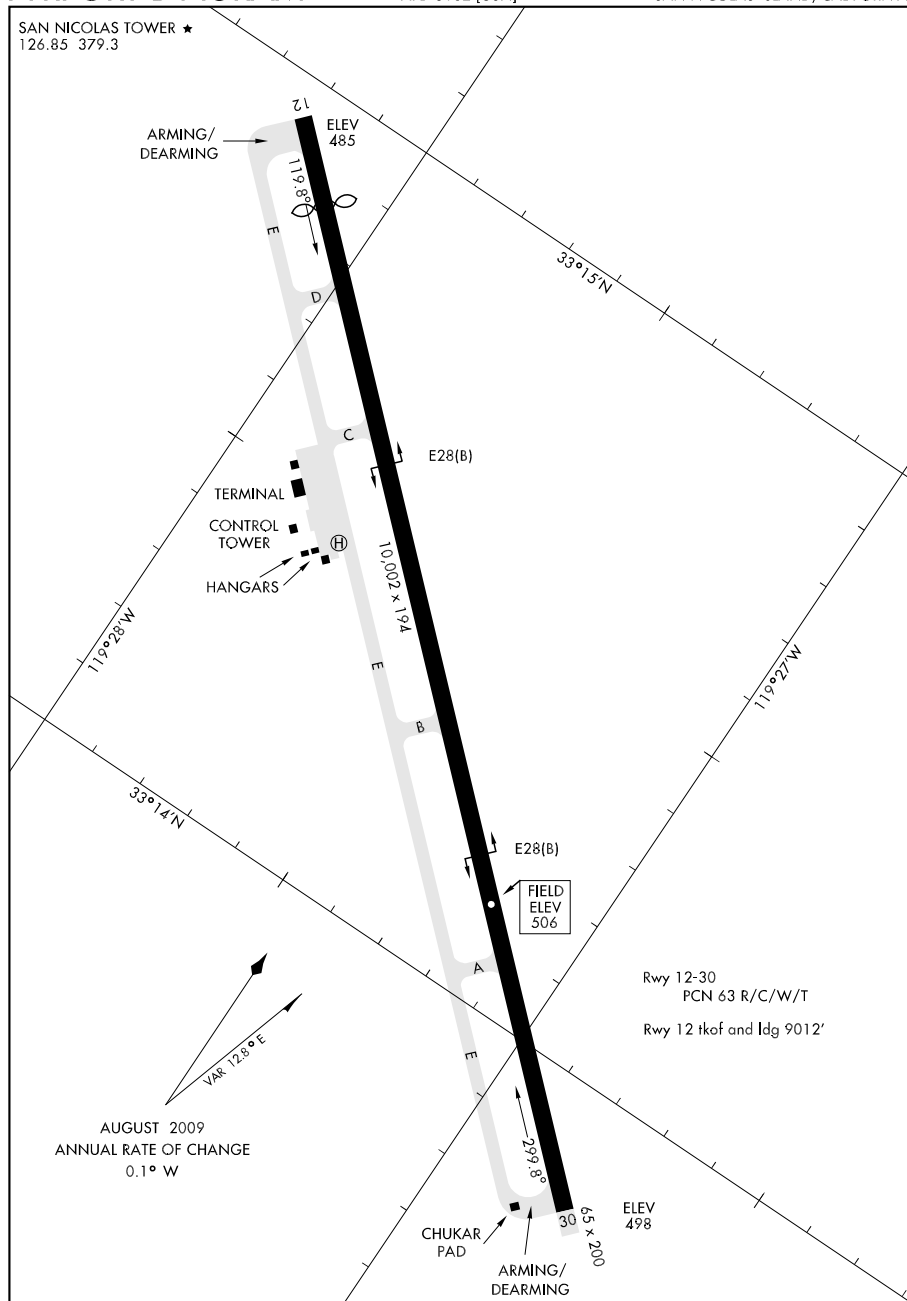 SAN NICOLAS TOWER ★
126.85 379.3
12
ELEV
485
ARMING/
DEARMING
119.8°
E
D
33°15'N
C
E28(B)
TERMINAL
CONTROL
TOWER
H
HANGARS
10,002 x 194
119°28'W
E
119°27'W
B
33°14'N
E28(B)
FIELD
ELEV
506
A
Rwy 12-30
PCN 63 R/C/W/T
Rwy 12 tkof and ldg 9012'
E
VAR 12.8° E
AUGUST 2009
ANNUAL RATE OF CHANGE
0.1° W
299.8°
30
65 x 200
ELEV
498
CHUKAR
PAD
ARMING/
DEARMING